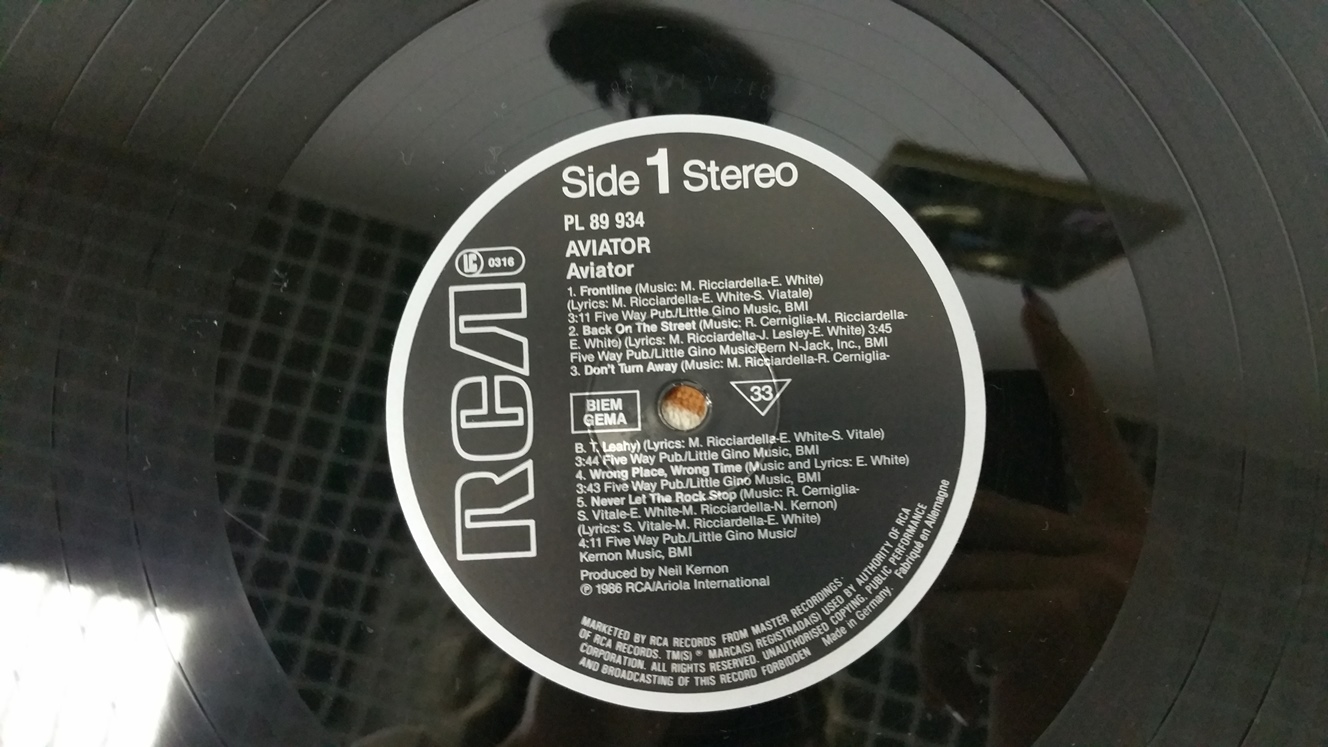 Side 1 Stereo
PL 89 934
AVIATOR
Aviator
1. Frontline (Music: M. Ricciardella-E. White)
(Lyrics: M. Ricciardella-E. White-S. Viatale)
3:11 Five Way Pub./Little Gino Music, BMI
2. Back On The Street (Music: R. Cerniglia-M. Ricciardella-
E. White) (Lyrics: M. Ricciardella-J. Lesley-E. White) 3:45
Five Way Pub./Little Gino Music/Bern N-Jack, Inc., BMI
3. Don't Turn Away (Music: M. Ricciardella-R. Cerniglia-
BIEM
GEMA
33
B. T. Leahy) (Lyrics: M. Ricciardella-E. White-S. Vitale)
3:44 Five Way Pub./Little Gino Music, BMI
4. Wrong Place, Wrong Time (Music and Lyrics: E. White)
3:43 Five Way Pub./Little Gino Music, BMI
5. Never Let The Rock Stop (Music: R. Cerniglia-
S. Vitale-E. White-M. Ricciardella-N. Kernon)
(Lyrics: S. Vitale-M. Ricciardella-E. White)
4:11 Five Way Pub./Little Gino Music/
Kernon Music, BMI
Produced by Neil Kernon
℗ 1986 RCA/Ariola International
RCA
LC 0316
MARKETED BY RCA RECORDS FROM MASTER RECORDINGS.
OF RCA RECORDS. TM(S) ® MARCA(S) REGISTRADA(S) USED BY AUTHORITY OF RCA
CORPORATION. ALL RIGHTS RESERVED. UNAUTHORISED COPYING, PUBLIC PERFORMANCE
AND BROADCASTING OF THIS RECORD FORBIDDEN Made in Germany. Fabriqué en Allemagne